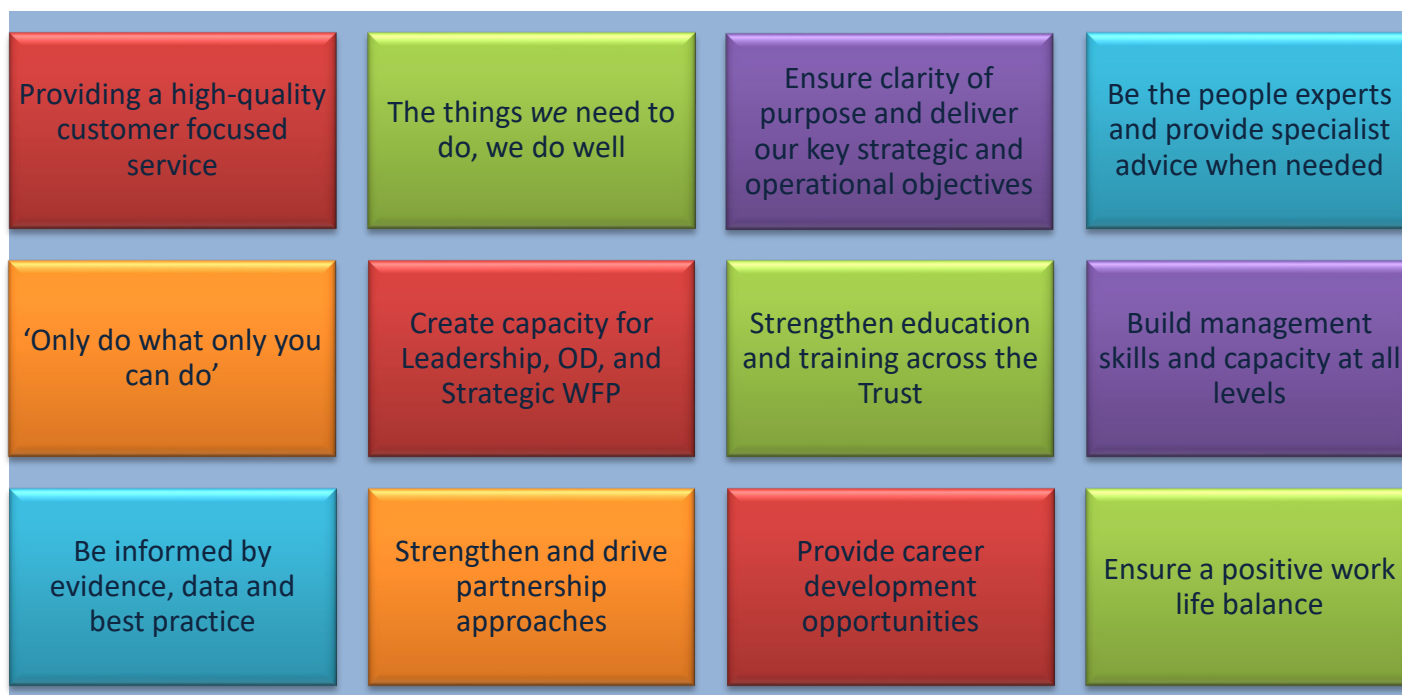 Providing a high-quality
customer focused
service
The things we need to
do, we do well
Ensure clarity of
purpose and deliver
our key strategic and
operational objectives
Be the people experts
and provide specialist
advice when needed
‘Only do what only you
can do’
Create capacity for
Leadership, OD, and
Strategic WFP
Strengthen education
and training across the
Trust
Build management
skills and capacity at all
levels
Be informed by
evidence, data and
best practice
Strengthen and drive
partnership
approaches
Provide career
development
opportunities
Ensure a positive work
life balance